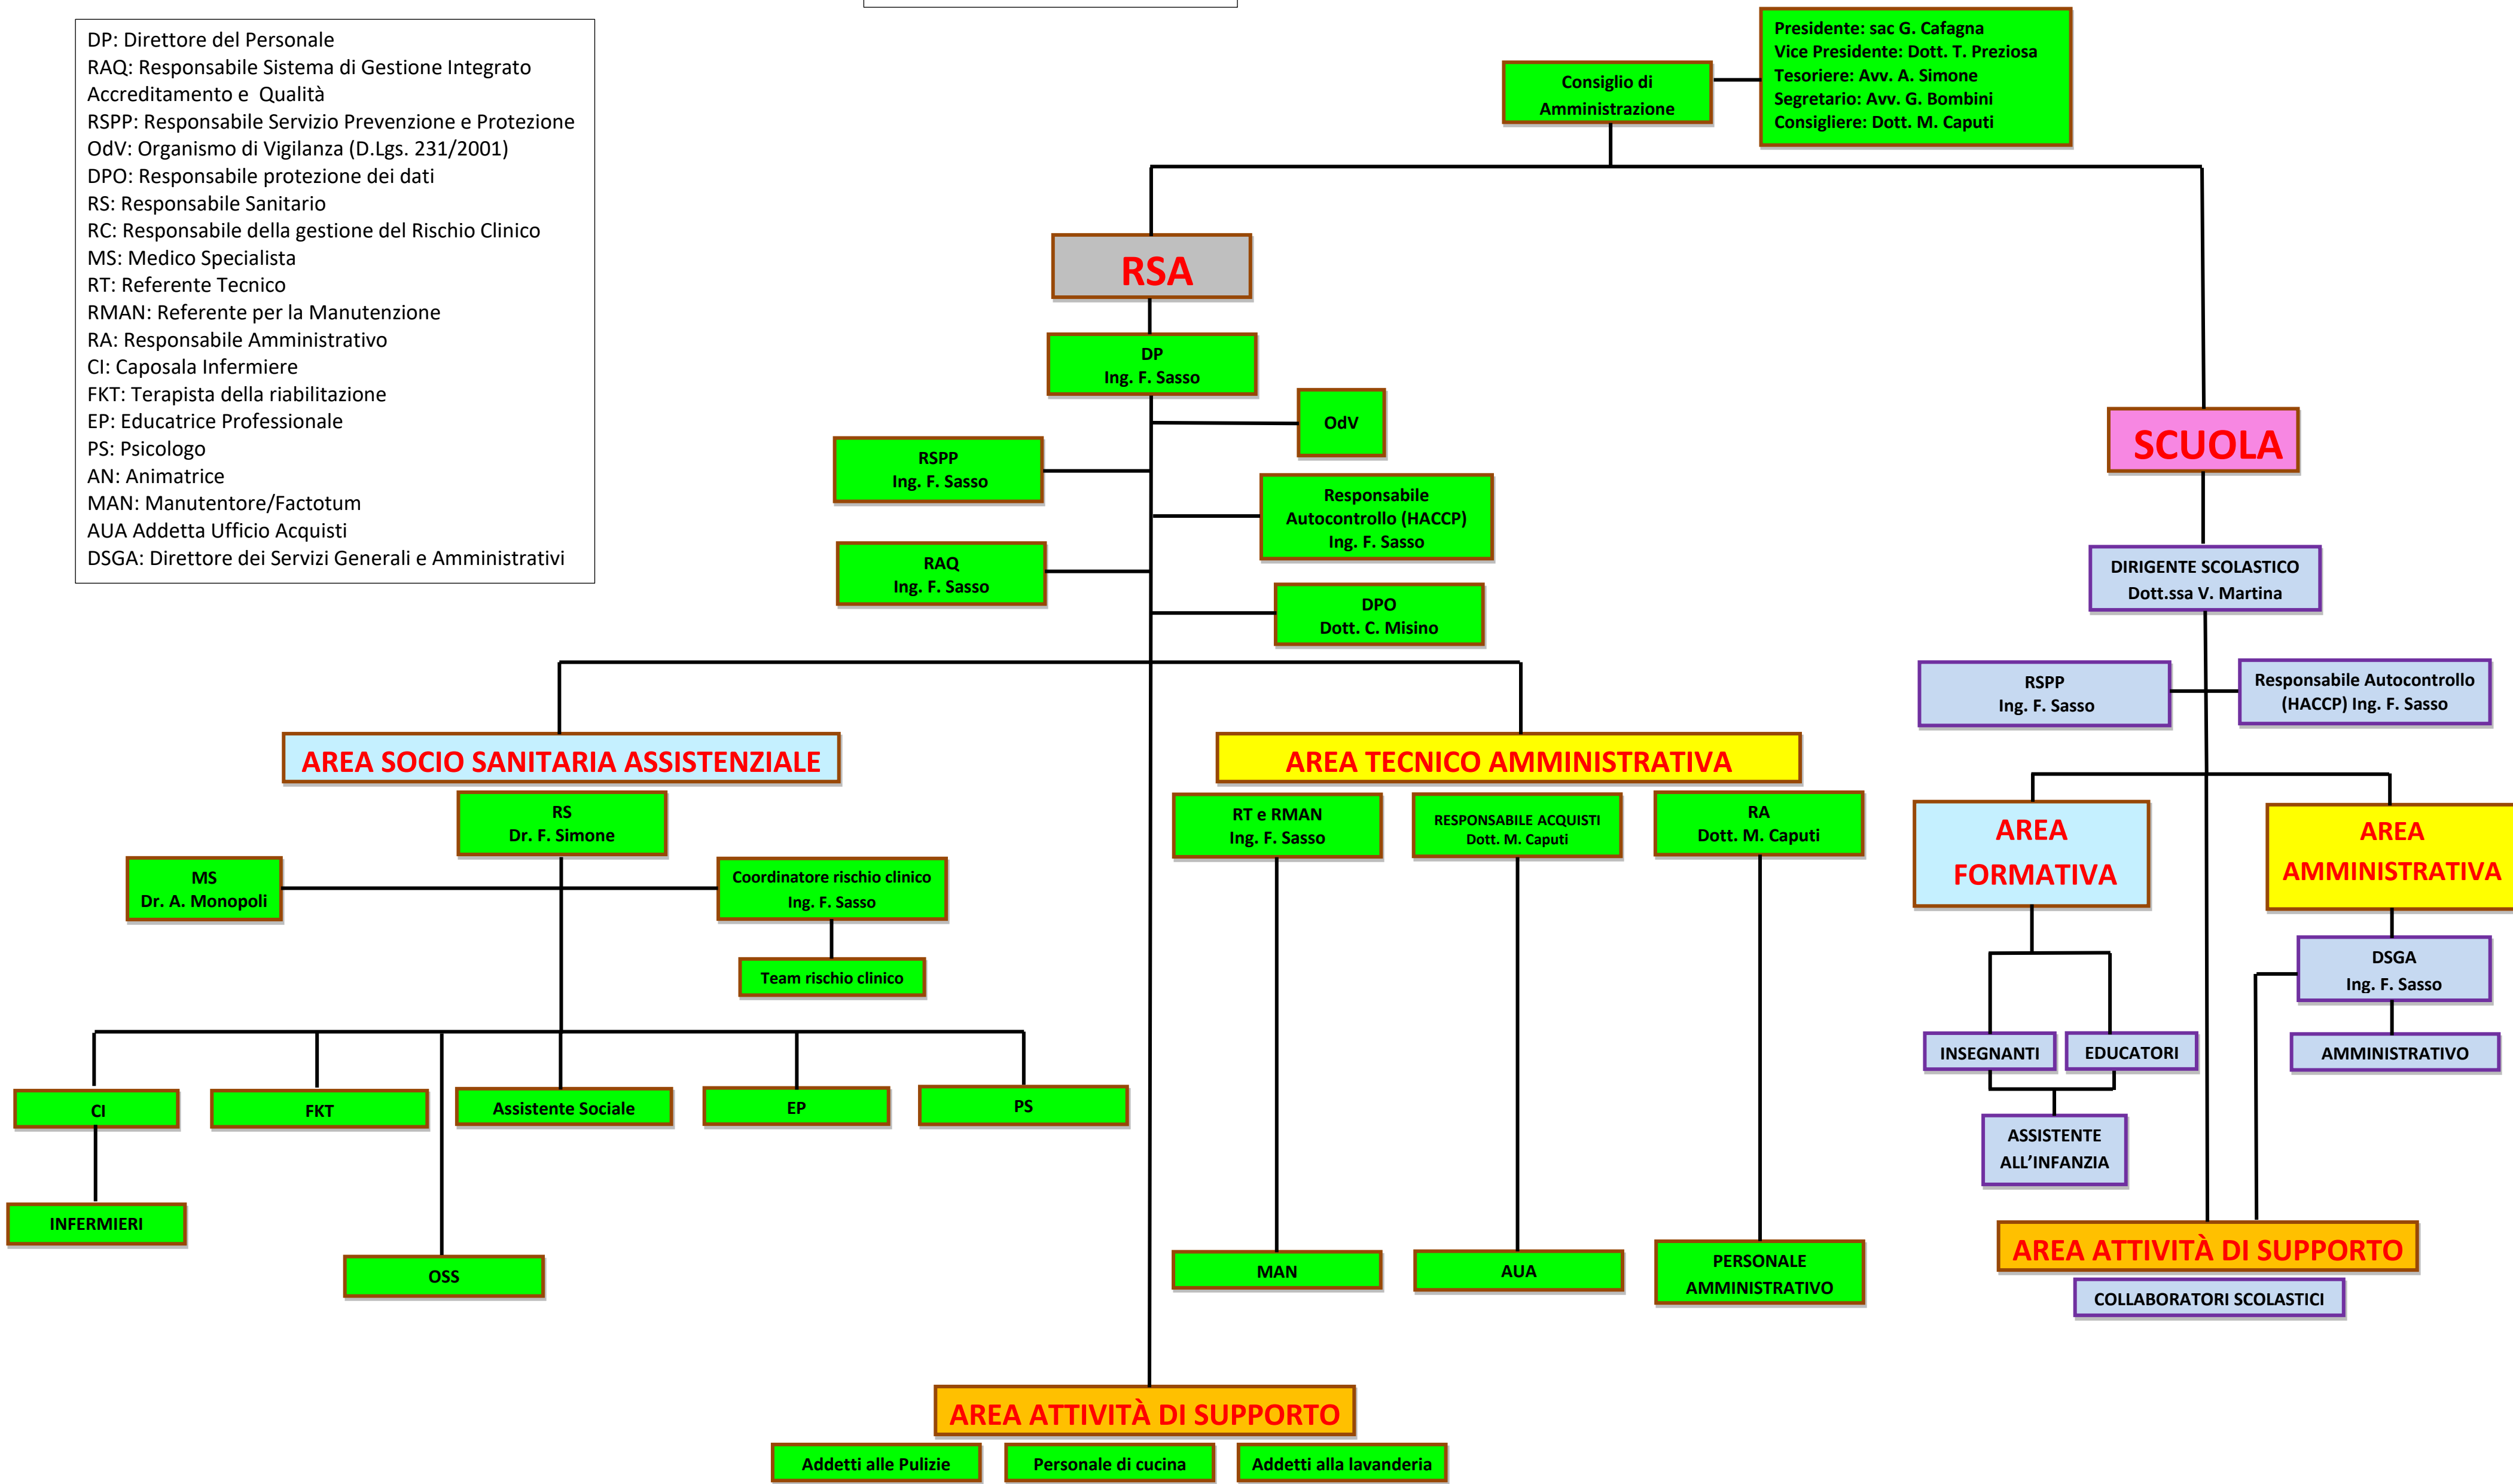 DP: Direttore del Personale
RAQ: Responsabile Sistema di Gestione Integrato
Accreditamento e Qualità
RSPP: Responsabile Servizio Prevenzione e Protezione
OdV: Organismo di Vigilanza (D.Lgs. 231/2001)
DPO: Responsabile protezione dei dati
RS: Responsabile Sanitario
RC: Responsabile della gestione del Rischio Clinico
MS: Medico Specialista
RT: Referente Tecnico
RMAN: Referente per la Manutenzione
RA: Responsabile Amministrativo
CI: Caposala Infermiere
FKT: Terapista della riabilitazione
EP: Educatrice Professionale
PS: Psicologo
AN: Animatrice
MAN: Manutentore/Factotum
AUA Addetta Ufficio Acquisti
DSGA: Direttore dei Servizi Generali e Amministrativi
Consiglio di
Amministrazione
Presidente: sac G. Cafagna
Vice Presidente: Dott. T. Preziosa
Tesoriere: Avv. A. Simone
Segretario: Avv. G. Bombini
Consigliere: Dott. M. Caputi
RSA
DP
Ing. F. Sasso
OdV
RSPP
Ing. F. Sasso
Responsabile
Autocontrollo (HACCP)
Ing. F. Sasso
RAQ
Ing. F. Sasso
DPO
Dott. C. Misino
SCUOLA
DIRIGENTE SCOLASTICO
Dott.ssa V. Martina
RSPP
Ing. F. Sasso
Responsabile Autocontrollo
(HACCP) Ing. F. Sasso
AREA SOCIO SANITARIA ASSISTENZIALE
RS
Dr. F. Simone
MS
Dr. A. Monopoli
Coordinatore rischio clinico
Ing. F. Sasso
Team rischio clinico
CI
FKT
Assistente Sociale
EP
PS
INFERMIERI
OSS
AREA TECNICO AMMINISTRATIVA
RT e RMAN
Ing. F. Sasso
RESPONSABILE ACQUISTI
Dott. M. Caputi
RA
Dott. M. Caputi
MAN
AUA
PERSONALE
AMMINISTRATIVO
AREA
FORMATIVA
AREA
AMMINISTRATIVA
DSGA
Ing. F. Sasso
INSEGNANTI
EDUCATORI
AMMINISTRATIVO
ASSISTENTE
ALL’INFANZIA
AREA ATTIVITÀ DI SUPPORTO
COLLABORATORI SCOLASTICI
AREA ATTIVITÀ DI SUPPORTO
Addetti alle Pulizie
Personale di cucina
Addetti alla lavanderia